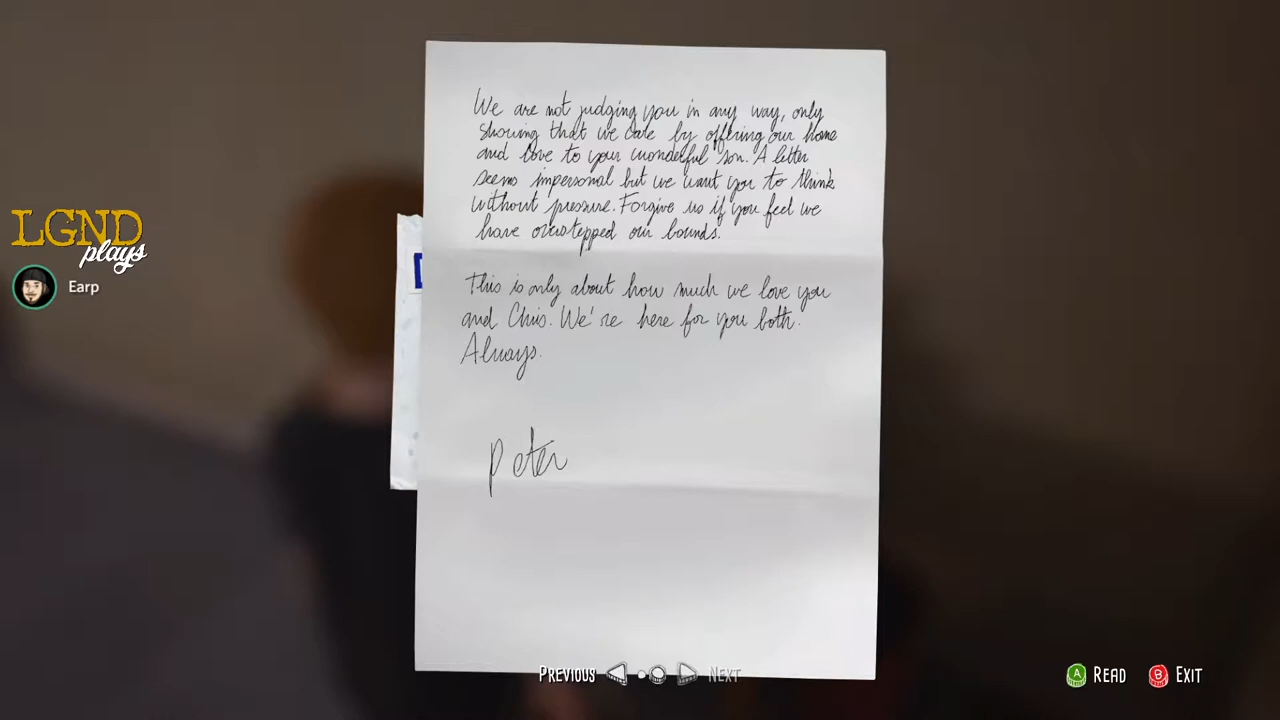 We are not judging you in any way, only
showing that we care by offering our home
and love to your wonderful son. A letter
seems impersonal but we want you to think
without pressure. Forgive us if you feel we
have overstepped our bounds.
This is only about how much we love you
and Chris. We're here for you both.
Always.
Peter
LGND
plays
Earp
PREVIOUS
NEXT
A READ
B EXIT